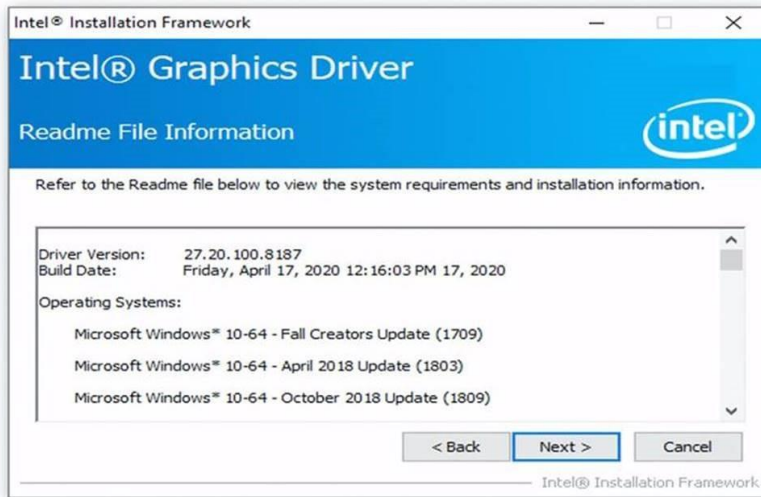 Intel® Installation Framework
Intel® Graphics Driver
Readme File Information
intel
Refer to the Readme file below to view the system requirements and installation information.
Driver Version: 27.20.100.8187
Build Date: Friday, April 17, 2020 12:16:03 PM 17, 2020
Operating Systems:
Microsoft Windows* 10-64 - Fall Creators Update (1709)
Microsoft Windows* 10-64 - April 2018 Update (1803)
Microsoft Windows* 10-64 - October 2018 Update (1809)
< Back Next > Cancel
Intel® Installation Framework